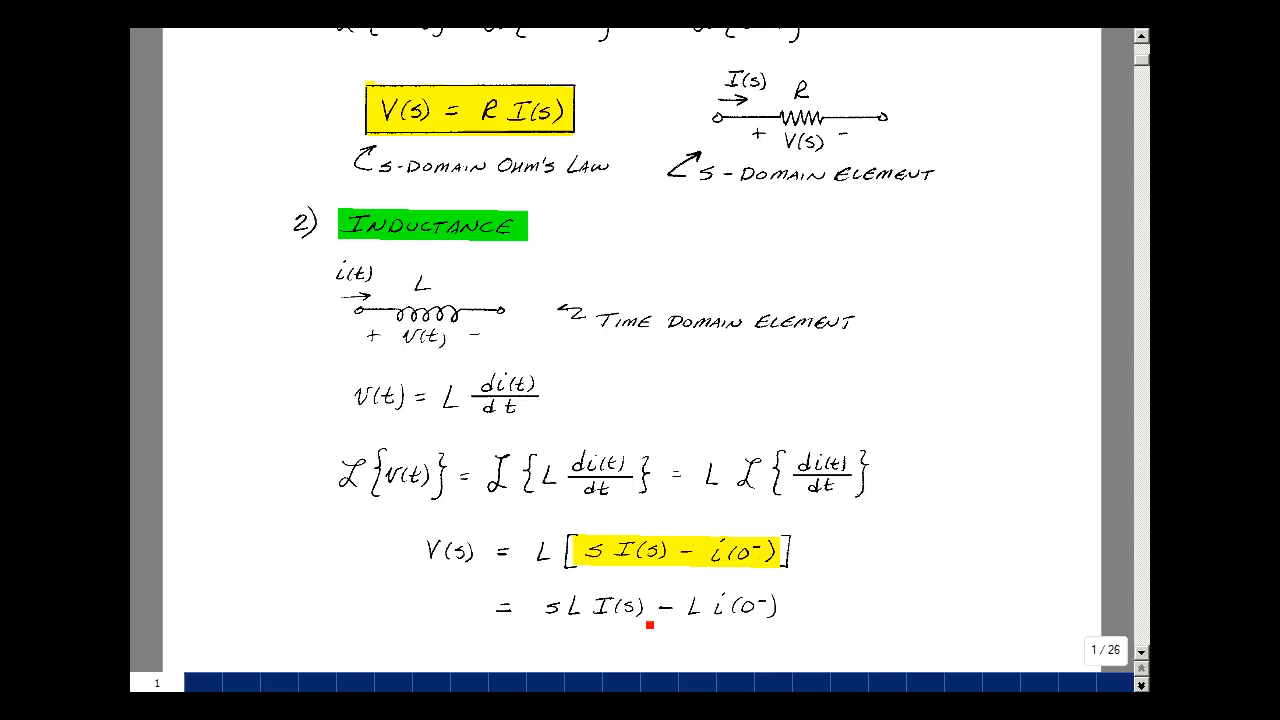 V(s) = R I(s)
I(s)
R
+ V(s) -
s-DOMAIN OHM'S LAW
s-DOMAIN ELEMENT
2) INDUCTANCE
i(t)
L
+ v(t) -
TIME DOMAIN ELEMENT
v(t) = L di(t)/dt
ℒ{v(t)} = ℒ{L di(t)/dt} = L ℒ{di(t)/dt}
V(s) = L [s I(s) - i(0⁻)]
= sL I(s) - L i(0⁻)
1 / 26
1